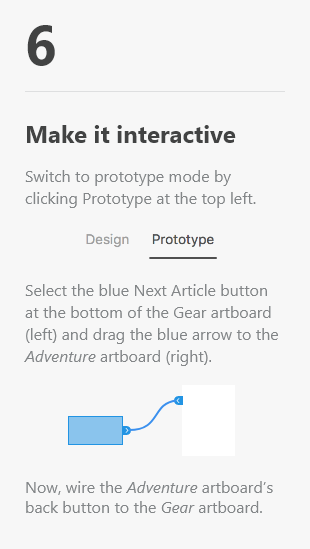 6
Make it interactive
Switch to prototype mode by
clicking Prototype at the top left.
Design Prototype
Select the blue Next Article button
at the bottom of the Gear artboard
(left) and drag the blue arrow to the
Adventure artboard (right).
Now, wire the Adventure artboard's
back button to the Gear artboard.